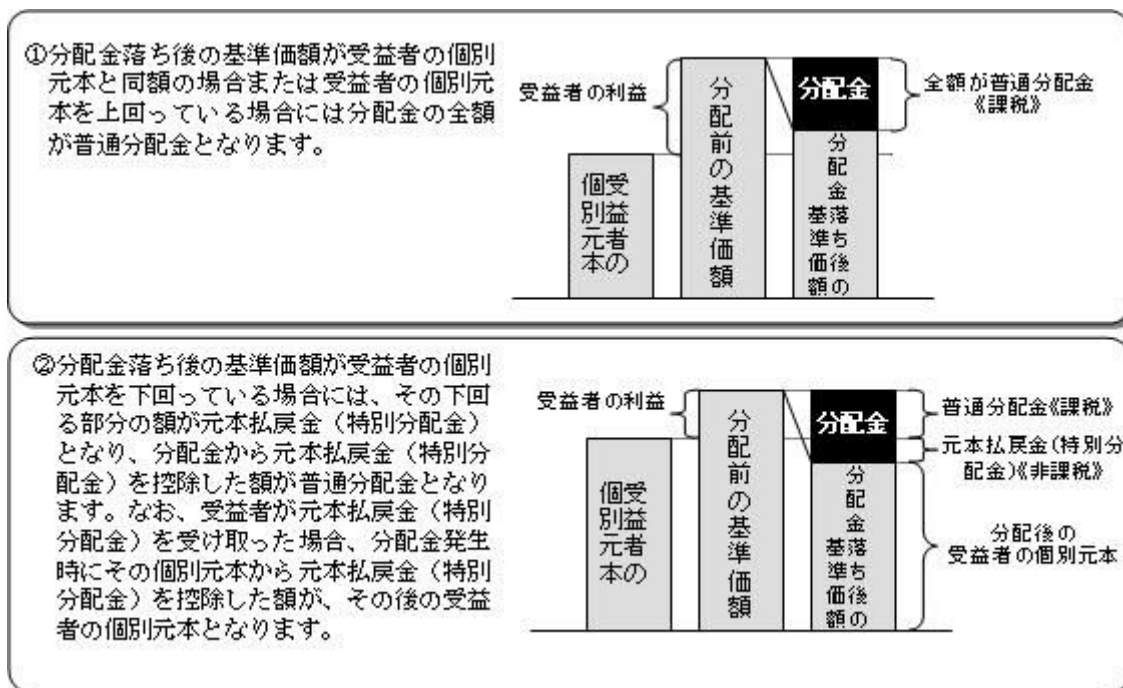 ①分配金落ち後の基準価額が受益者の個別
元本と同額の場合または受益者の個別元
本を上回っている場合には分配金の全額
が普通分配金となります。
受益者の利益
受益者の
個別元本
分配前の基準価額
分配金
分配金落ち後の
基準価額
全額が普通分配金
《課税》
②分配金落ち後の基準価額が受益者の個別
元本を下回っている場合には、その下回
る部分の額が元本払戻金（特別分配金）
となり、分配金から元本払戻金（特別分
配金）を控除した額が普通分配金となり
ます。なお、受益者が元本払戻金（特別
分配金）を受け取った場合、分配金発生
時にその個別元本から元本払戻金（特別
分配金）を控除した額が、その後の受益
者の個別元本となります。
受益者の利益
受益者の
個別元本
分配前の基準価額
分配金
分配金落ち後の
基準価額
普通分配金《課税》
元本払戻金(特別分
配金)《非課税》
分配後の
受益者の個別元本